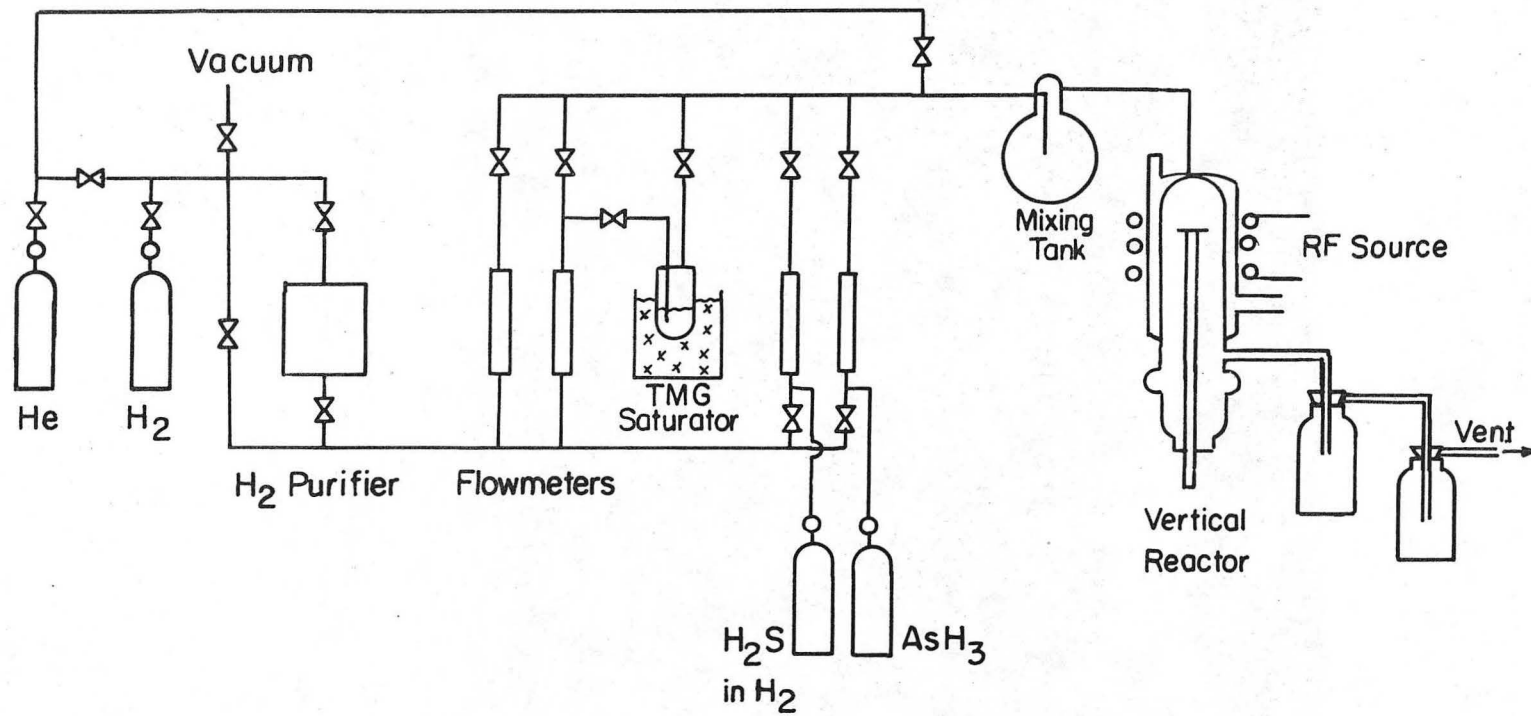 Vacuum
Mixing
Tank
RF Source
TMG
Saturator
He
H2
H2 Purifier
Flowmeters
Vent
Vertical
Reactor
H2S
in H2
AsH3